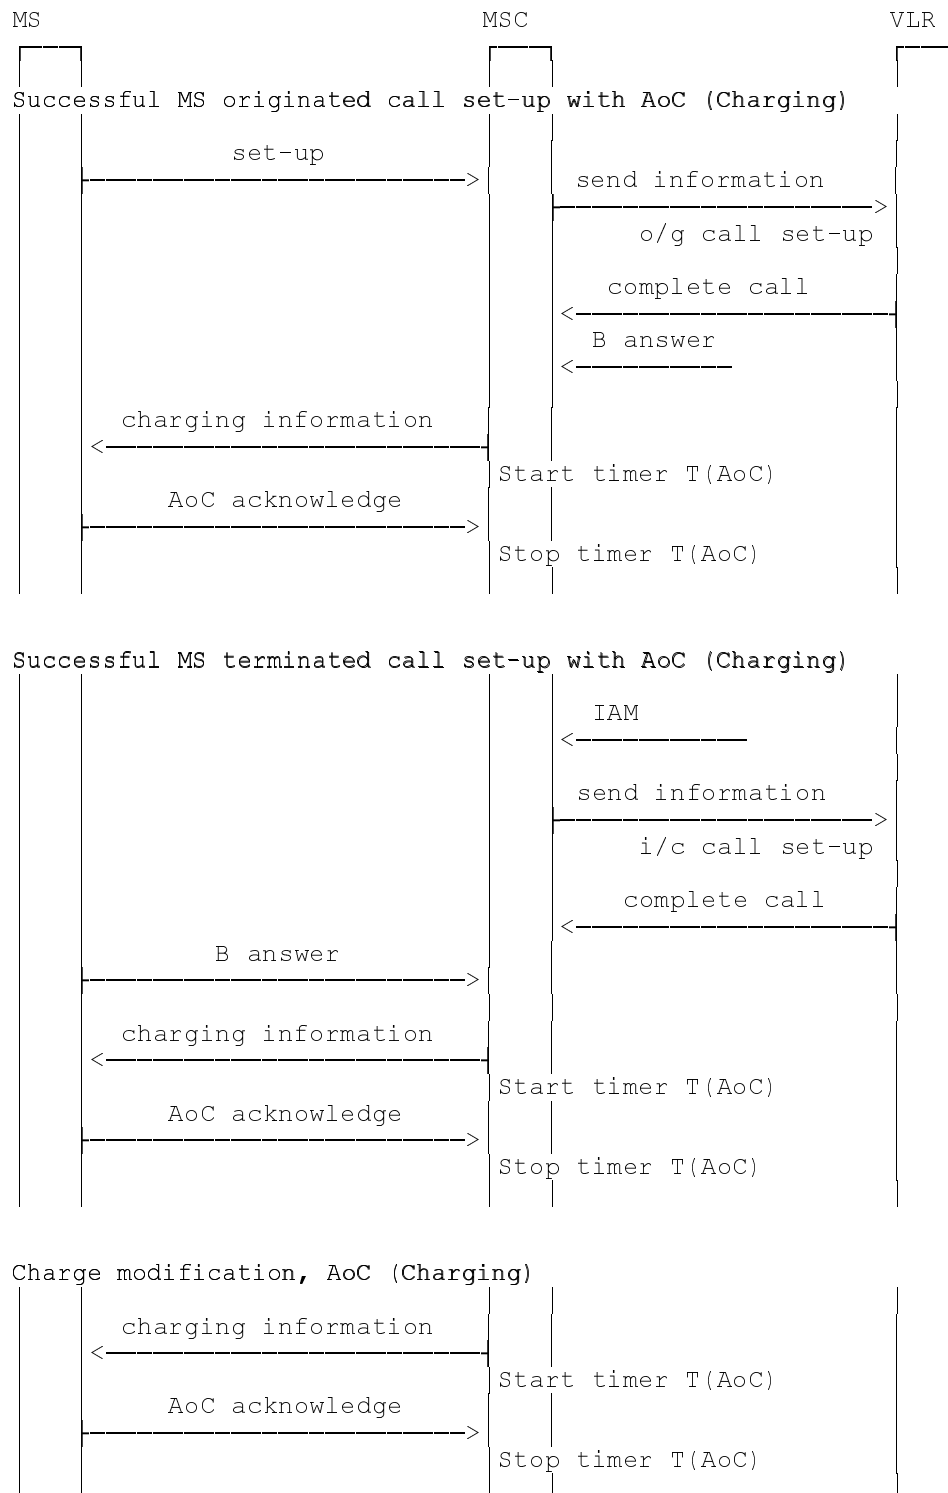 MS MSC VLR
Successful MS originated call set-up with AoC (Charging)
set-up
send information
o/g call set-up
complete call
B answer
charging information
Start timer T(AoC)
AoC acknowledge
Stop timer T(AoC)
Successful MS terminated call set-up with AoC (Charging)
IAM
send information
i/c call set-up
complete call
B answer
charging information
Start timer T(AoC)
AoC acknowledge
Stop timer T(AoC)
Charge modification, AoC (Charging)
charging information
Start timer T(AoC)
AoC acknowledge
Stop timer T(AoC)